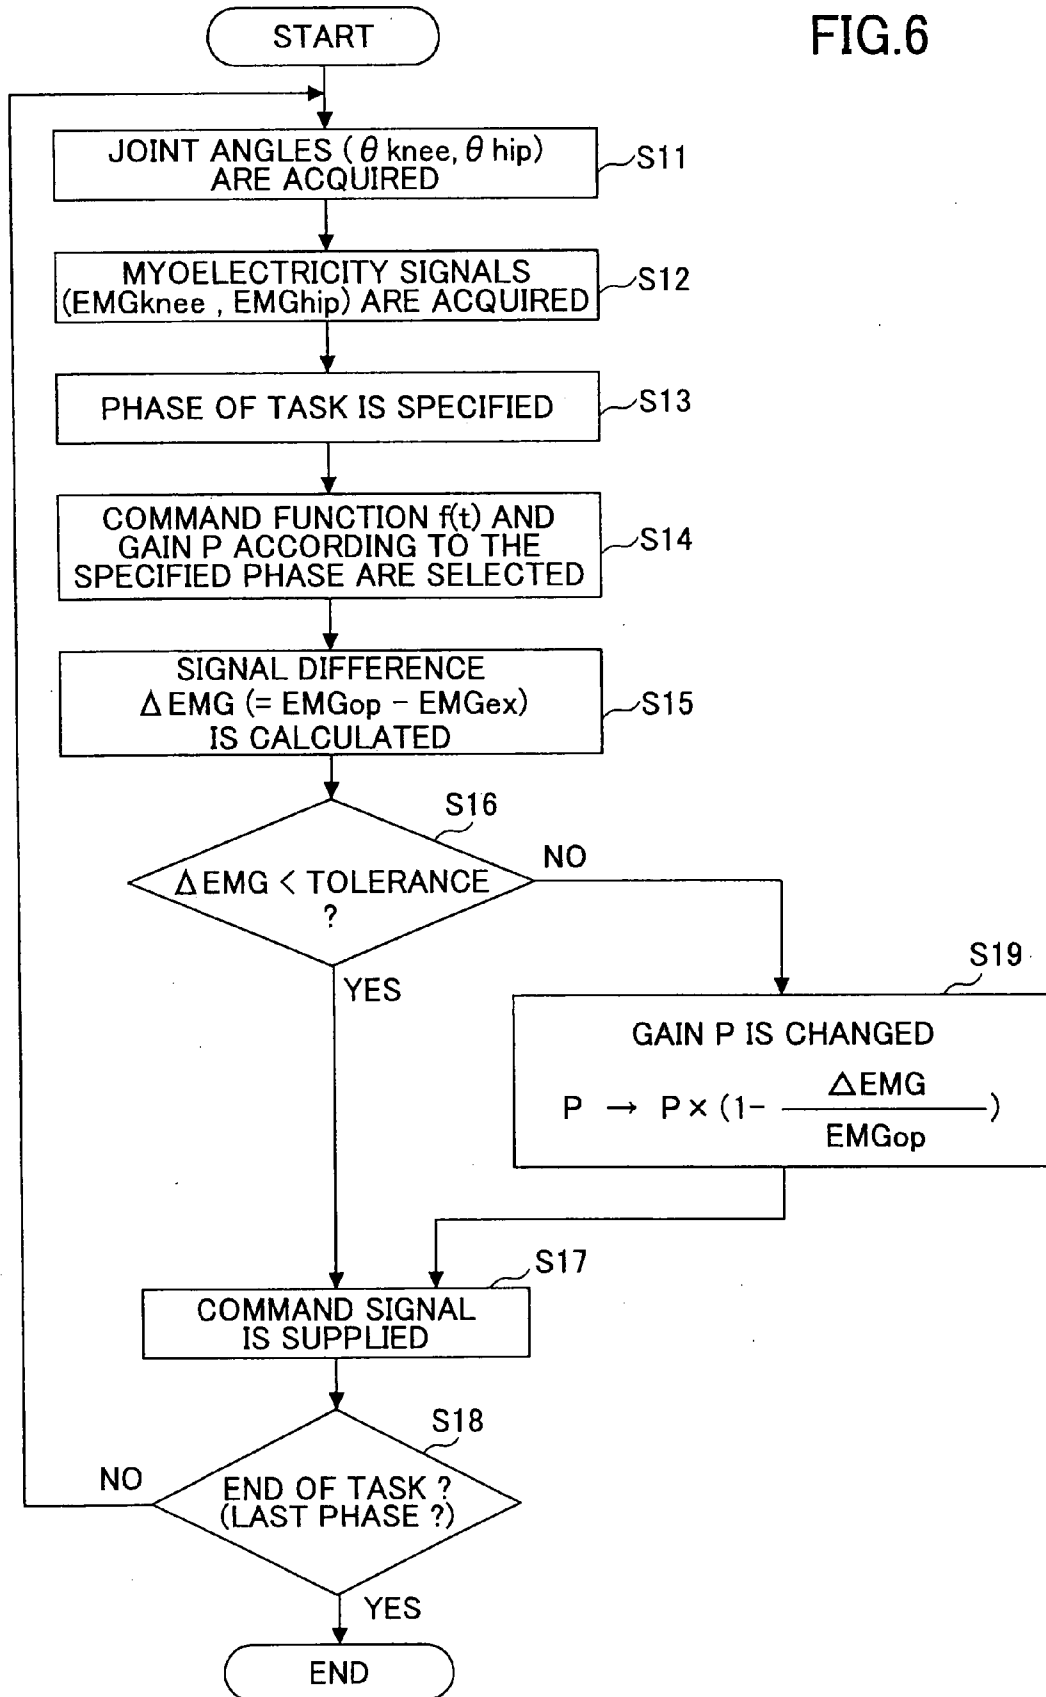 FIG.6
START
JOINT ANGLES (θ knee, θ hip)
ARE ACQUIRED
S11
MYOELECTRICITY SIGNALS
(EMGknee , EMGhip) ARE ACQUIRED
S12
PHASE OF TASK IS SPECIFIED
S13
COMMAND FUNCTION f(t) AND
GAIN P ACCORDING TO THE
SPECIFIED PHASE ARE SELECTED
S14
SIGNAL DIFFERENCE
Δ EMG (= EMGop − EMGex)
IS CALCULATED
S15
S16
Δ EMG < TOLERANCE
?
NO
YES
S19
GAIN P IS CHANGED
P → P × (1- ΔEMG / EMGop )
S17
COMMAND SIGNAL
IS SUPPLIED
S18
END OF TASK ?
(LAST PHASE ?)
NO
YES
END